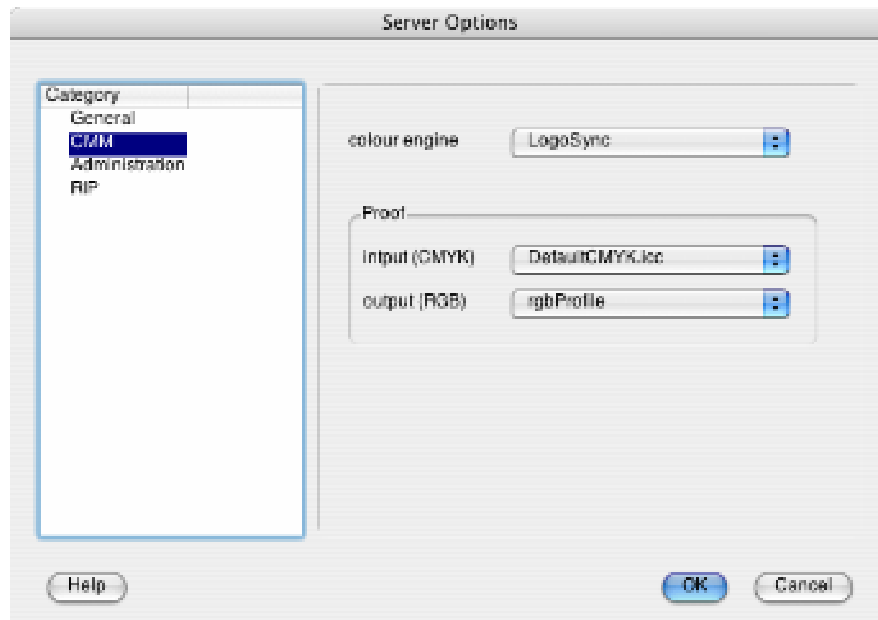 Server Options
Category
General
CMM
Administration
RIP
colour engine LogoSync
Proof
intput (CMYK) DefaultCMYK.icc
output (RGB) rgbProfile
Help OK Cancel